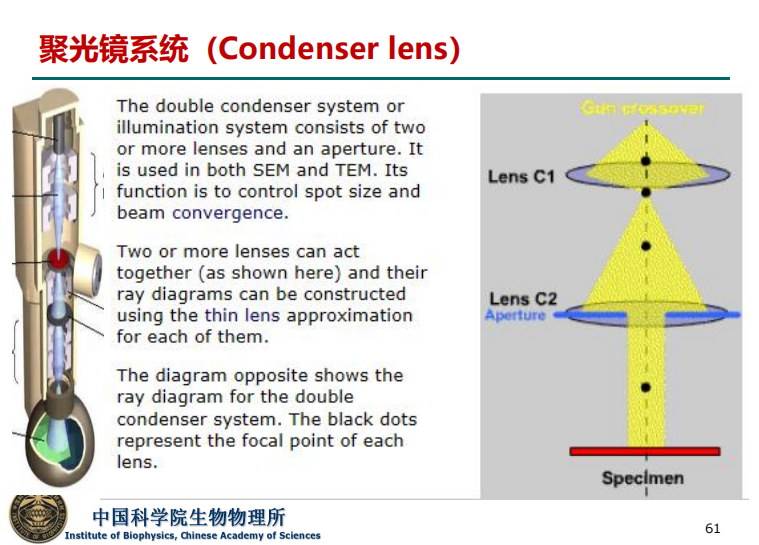 聚光镜系统 (Condenser lens)
The double condenser system or
illumination system consists of two
or more lenses and an aperture. It
is used in both SEM and TEM. Its
function is to control spot size and
beam convergence.
Two or more lenses can act
together (as shown here) and their
ray diagrams can be constructed
using the thin lens approximation
for each of them.
The diagram opposite shows the
ray diagram for the double
condenser system. The black dots
represent the focal point of each
lens.
Gun crossover
Lens C1
Lens C2
Aperture
Specimen
中国科学院生物物理所
Institute of Biophysics, Chinese Academy of Sciences
61